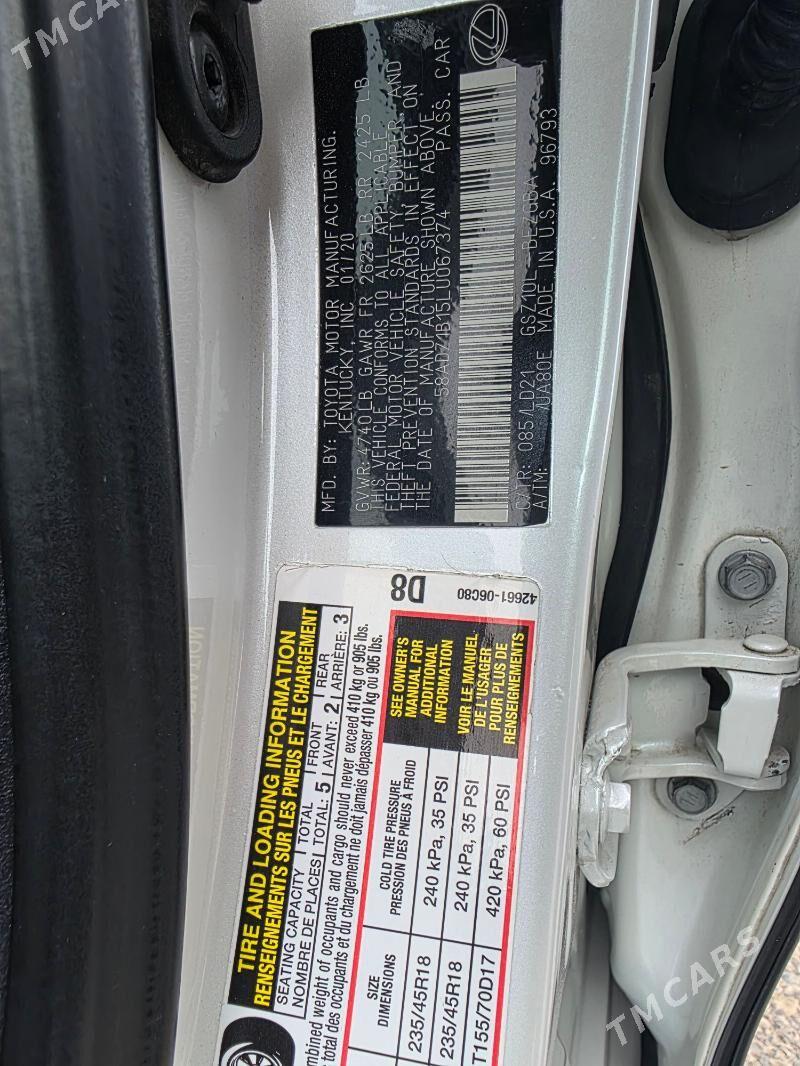 TMCARS
MFD. BY: TOYOTA MOTOR MANUFACTURING.
KENTUCKY, INC 01/20
GVWR 4740 LB GAWR FR 2625 LB RR 2425 LB
THIS VEHICLE CONFORMS TO ALL APPLICABLE
FEDERAL MOTOR VEHICLE SAFETY, BUMPER, AND
THEFT PREVENTION STANDARDS IN EFFECT ON
THE DATE OF MANUFACTURE SHOWN ABOVE.
58ADZ4B15LU067374 PASS. CAR
C/TR: 085/LD21 GSZ10L-BEZGBA
A/TM: /UA80E MADE IN U.S.A. 96793
TIRE AND LOADING INFORMATION
RENSEIGNEMENTS SUR LES PNEUS ET LE CHARGEMENT
D8
42661-06C80
SEATING CAPACITY TOTAL FRONT REAR
NOMBRE DE PLACES TOTAL: 5 AVANT: 2 ARRIÈRE: 3
combined weight of occupants and cargo should never exceed 410 kg or 905 lbs.
total des occupants et du chargement ne doit jamais dépasser 410 kg ou 905 lbs.
SIZE
DIMENSIONS
COLD TIRE PRESSURE
PRESSION DES PNEUS À FROID
235/45R18 240 kPa, 35 PSI
235/45R18 240 kPa, 35 PSI
T155/70D17 420 kPa, 60 PSI
SEE OWNER'S
MANUAL FOR
ADDITIONAL
INFORMATION
VOIR LE MANUEL
DE L'USAGER
POUR PLUS DE
RENSEIGNEMENTS
TMCARS